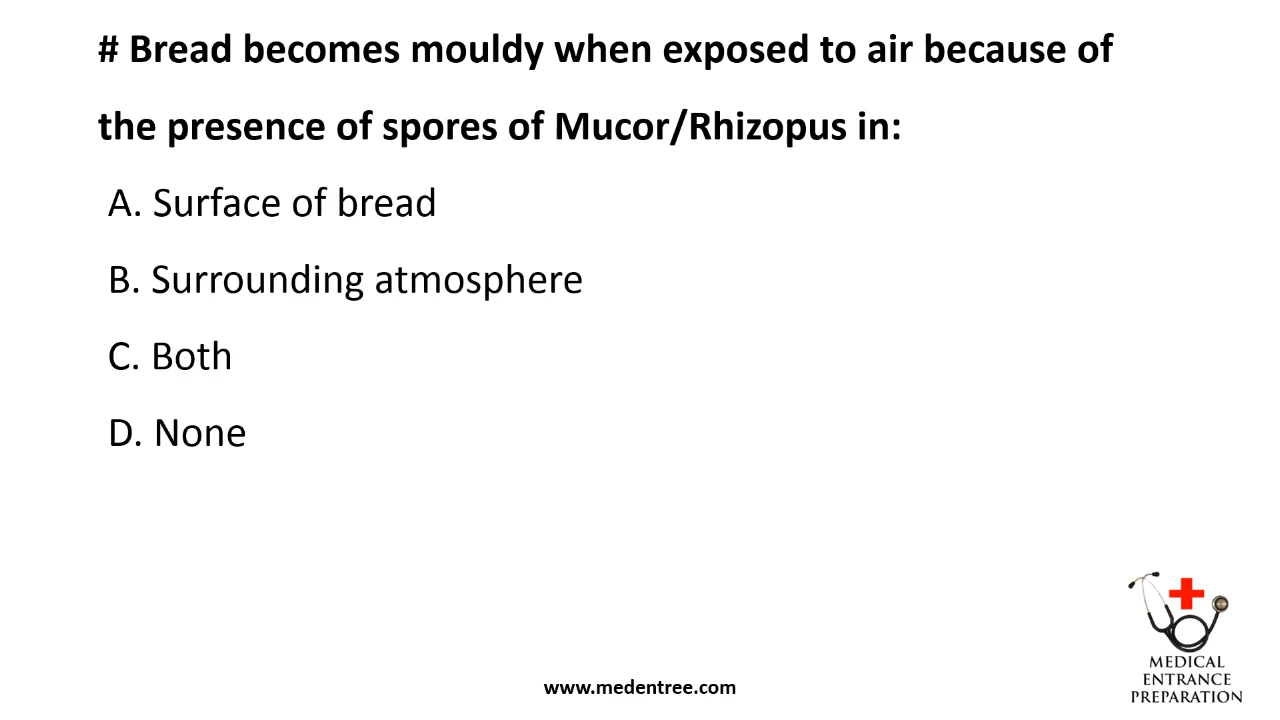 # Bread becomes mouldy when exposed to air because of
the presence of spores of Mucor/Rhizopus in:
A. Surface of bread
B. Surrounding atmosphere
C. Both
D. None
www.medentree.com
MEDICAL
ENTRANCE
PREPARATION